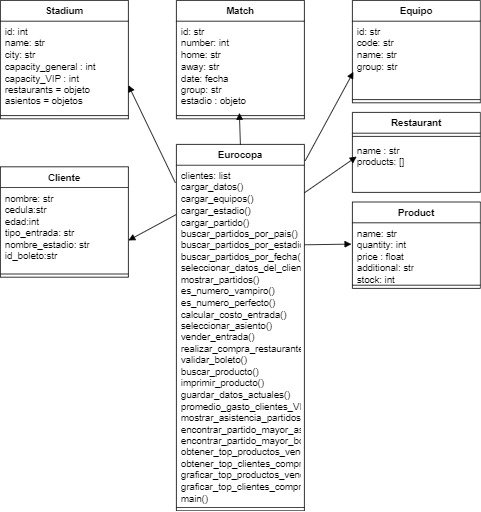 Stadium
id: int
name: str
city: str
capacity_general : int
capacity_VIP : int
restaurants = objeto
asientos = objetos
Match
id: str
number: int
home: str
away: str
date: fecha
group: str
estadio : objeto
Equipo
id: str
code: str
name: str
group: str
Restaurant
name : str
products: []
Cliente
nombre: str
cedula:str
edad:int
tipo_entrada: str
nombre_estadio: str
id_boleto:str
Eurocopa
clientes: list
cargar_datos()
cargar_equipos()
cargar_estadio()
cargar_partido()
buscar_partidos_por_pais()
buscar_partidos_por_estadi
buscar_partidos_por_fecha(
seleccionar_datos_del_clien
mostrar_partidos()
es_numero_vampiro()
es_numero_perfecto()
calcular_costo_entrada()
seleccionar_asiento()
vender_entrada()
realizar_compra_restaurante
validar_boleto()
buscar_producto()
imprimir_producto()
guardar_datos_actuales()
promedio_gasto_clientes_VI
mostrar_asistencia_partidos
encontrar_partido_mayor_as
encontrar_partido_mayor_bo
obtener_top_productos_ven
obtener_top_clientes_compr
graficar_top_productos_ven
graficar_top_clientes_compr
main()
Product
name: str
quantity: int
price : float
additional: str
stock: int